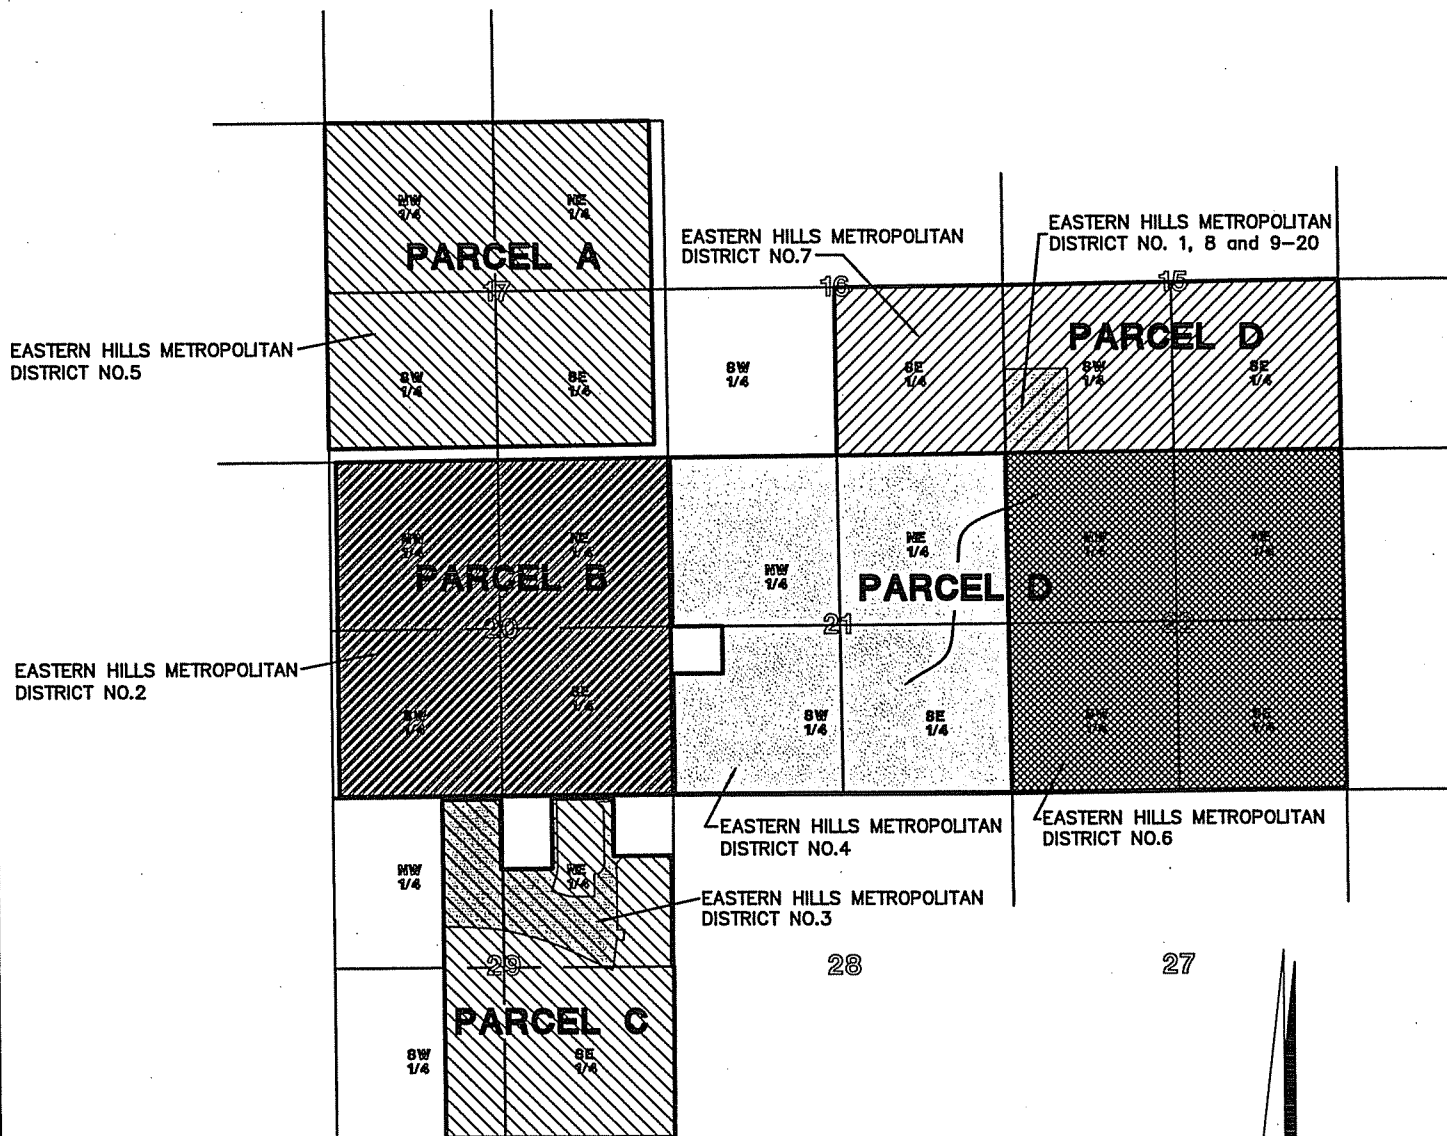 NW
1/4
NE
1/4
PARCEL A
17
SW
1/4
SE
1/4
EASTERN HILLS METROPOLITAN
DISTRICT NO.5
EASTERN HILLS METROPOLITAN
DISTRICT NO.7
EASTERN HILLS METROPOLITAN
DISTRICT NO. 1, 8 and 9-20
16
15
PARCEL D
SW
1/4
SE
1/4
SW
1/4
SE
1/4
NW
1/4
NE
1/4
PARCEL B
20
SW
1/4
SE
1/4
EASTERN HILLS METROPOLITAN
DISTRICT NO.2
NW
1/4
NE
1/4
PARCEL D
21
SW
1/4
SE
1/4
NW
1/4
NE
1/4
22
SW
1/4
SE
1/4
EASTERN HILLS METROPOLITAN
DISTRICT NO.4
EASTERN HILLS METROPOLITAN
DISTRICT NO.6
EASTERN HILLS METROPOLITAN
DISTRICT NO.3
NW
1/4
NE
1/4
29
28
27
PARCEL C
SW
1/4
SE
1/4